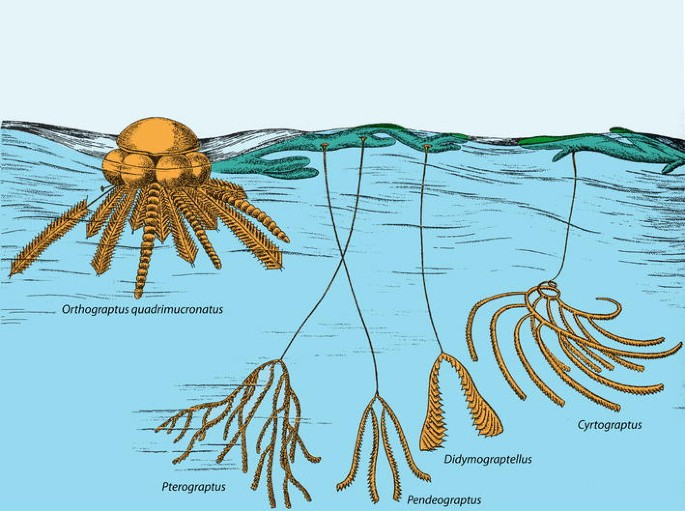 Orthograptus quadrimucronatus
Cyrtograptus
Didymograptellus
Pterograptus
Pendeograptus